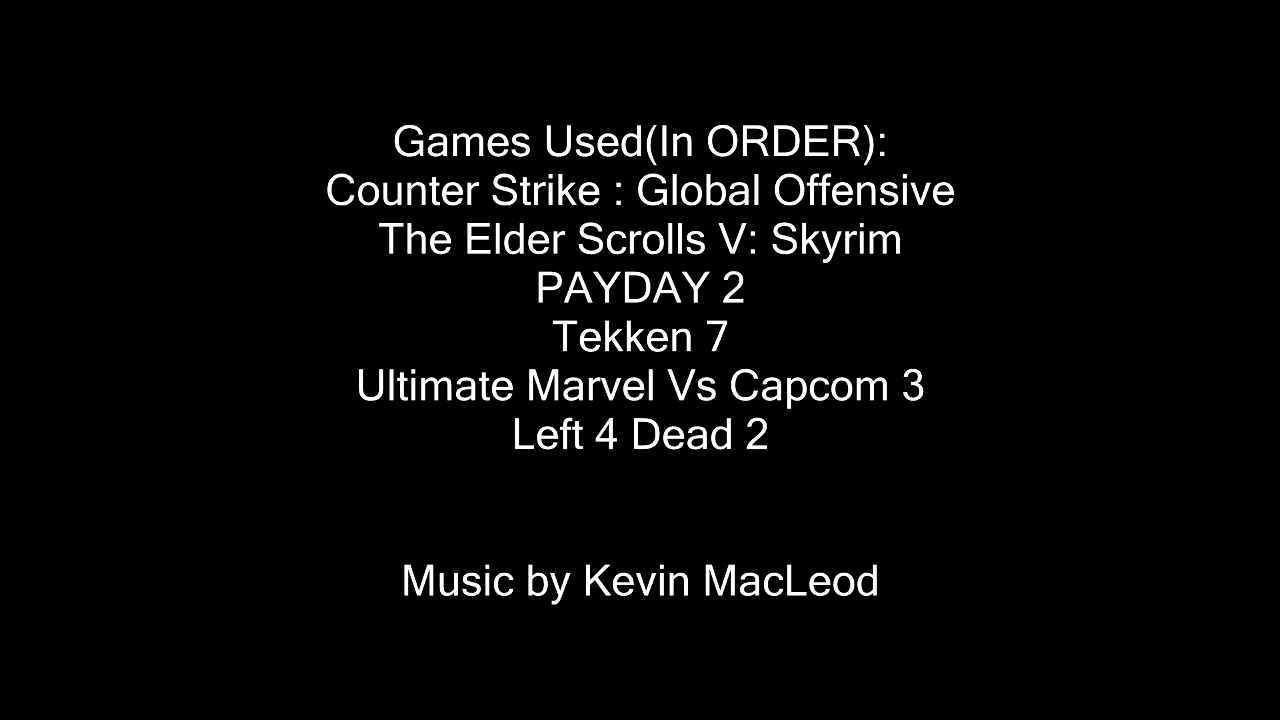 Games Used(In ORDER):
Counter Strike : Global Offensive
The Elder Scrolls V: Skyrim
PAYDAY 2
Tekken 7
Ultimate Marvel Vs Capcom 3
Left 4 Dead 2
Music by Kevin MacLeod